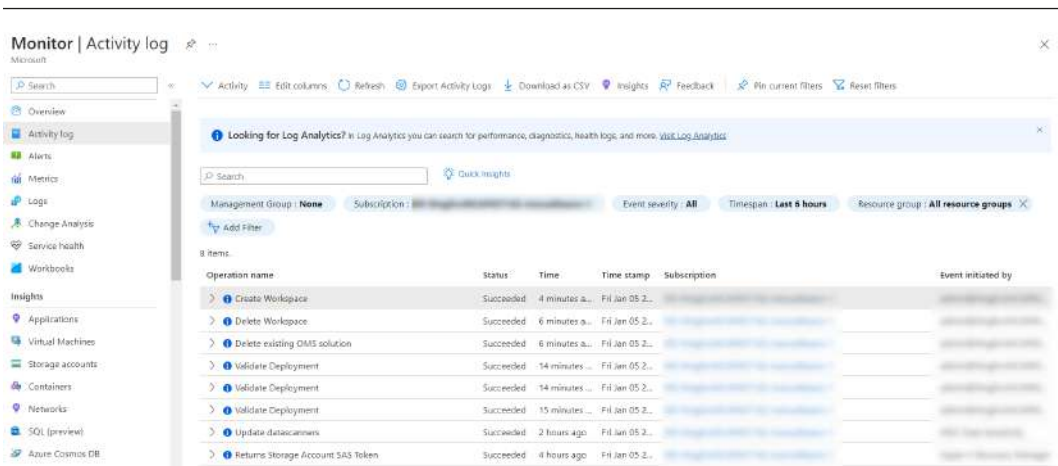 Monitor | Activity log
Microsoft
Search
Activity Edit columns Refresh Export Activity Logs Download as CSV Insights Feedback Pin current filters Reset filters
Overview
Activity log
Alerts
Metrics
Logs
Change Analysis
Service health
Workbooks
Insights
Applications
Virtual Machines
Storage accounts
Containers
Networks
SQL (preview)
Azure Cosmos DB
Looking for Log Analytics? In Log Analytics you can search for performance, diagnostics, health logs, and more. Visit Log Analytics
Search Quick Insights
Management Group : None Subscription : Event severity : All Timespan : Last 6 hours Resource group : All resource groups
Add Filter
8 items.
Operation name Status Time Time stamp Subscription Event initiated by
Create Workspace Succeeded 4 minutes a... Fri Jan 05 2...
Delete Workspace Succeeded 6 minutes a... Fri Jan 05 2...
Delete existing OMS solution Succeeded 6 minutes a... Fri Jan 05 2...
Validate Deployment Succeeded 14 minutes ... Fri Jan 05 2...
Validate Deployment Succeeded 14 minutes ... Fri Jan 05 2...
Validate Deployment Succeeded 15 minutes ... Fri Jan 05 2...
Update datascanners Succeeded 2 hours ago Fri Jan 05 2...
Returns Storage Account SAS Token Succeeded 4 hours ago Fri Jan 05 2...